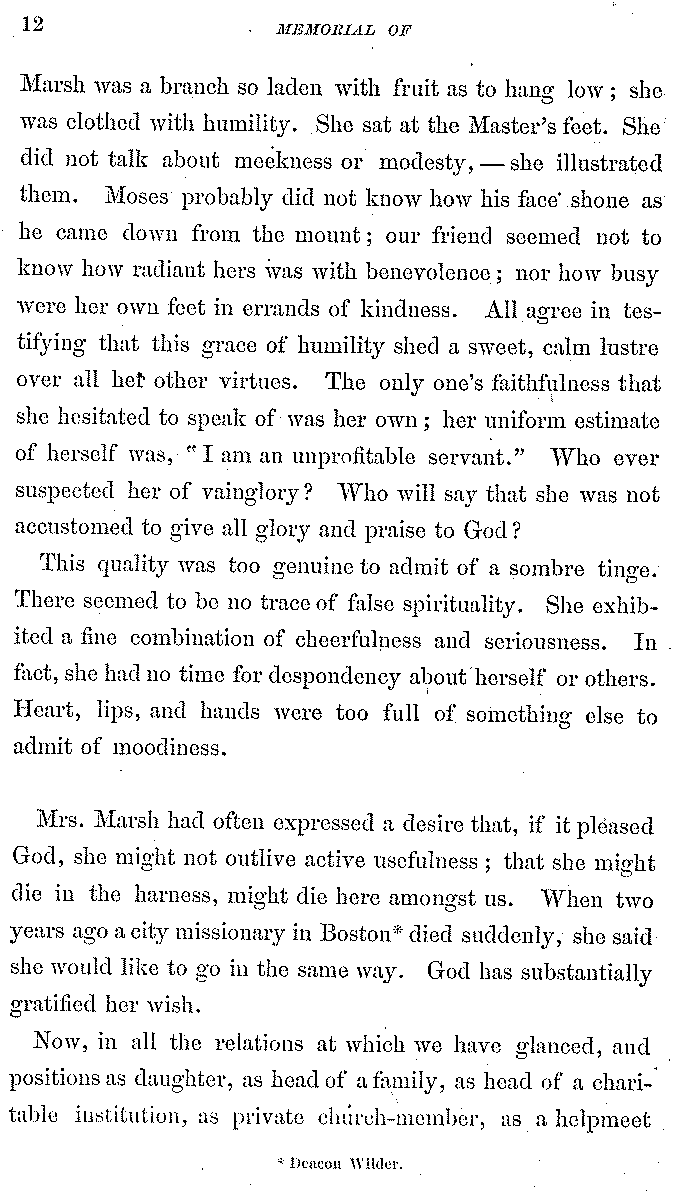 12 MEMORIAL OF
Marsh was a branch so laden with fruit as to hang low; she
was clothed with humility. She sat at the Master's feet. She
did not talk about meekness or modesty, — she illustrated
them. Moses probably did not know how his face shone as
he came down from the mount; our friend seemed not to
know how radiant hers was with benevolence; nor how busy
were her own feet in errands of kindness. All agree in tes-
tifying that this grace of humility shed a sweet, calm lustre
over all her other virtues. The only one's faithfulness that
she hesitated to speak of was her own; her uniform estimate
of herself was, "I am an unprofitable servant." Who ever
suspected her of vainglory? Who will say that she was not
accustomed to give all glory and praise to God?
This quality was too genuine to admit of a sombre tinge.
There seemed to be no trace of false spirituality. She exhib-
ited a fine combination of cheerfulness and seriousness. In
fact, she had no time for despondency about herself or others.
Heart, lips, and hands were too full of something else to
admit of moodiness.
Mrs. Marsh had often expressed a desire that, if it pleased
God, she might not outlive active usefulness; that she might
die in the harness, might die here amongst us. When two
years ago a city missionary in Boston* died suddenly, she said
she would like to go in the same way. God has substantially
gratified her wish.
Now, in all the relations at which we have glanced, and
positions as daughter, as head of a family, as head of a chari-
table institution, as private church-member, as a helpmeet
* Deacon Wilder.